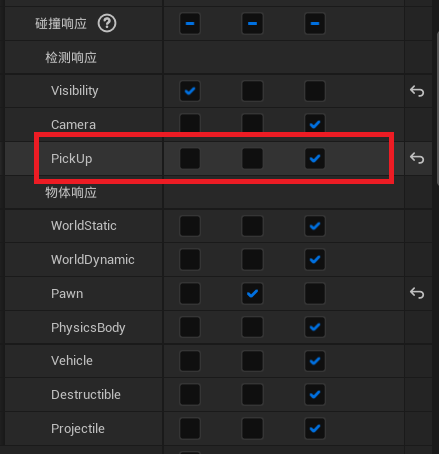 碰撞响应 ?
检测响应
Visibility
Camera
PickUp
物体响应
WorldStatic
WorldDynamic
Pawn
PhysicsBody
Vehicle
Destructible
Projectile